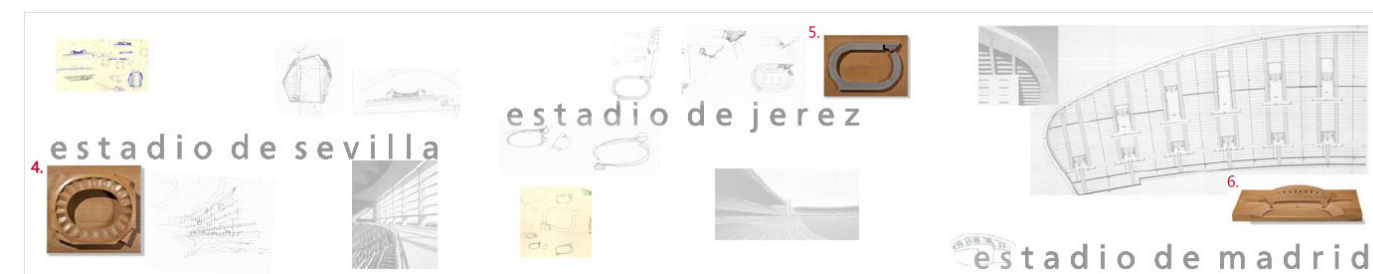 5.
estadio de jerez
estadio de sevilla
4.
6.
estadio de madrid